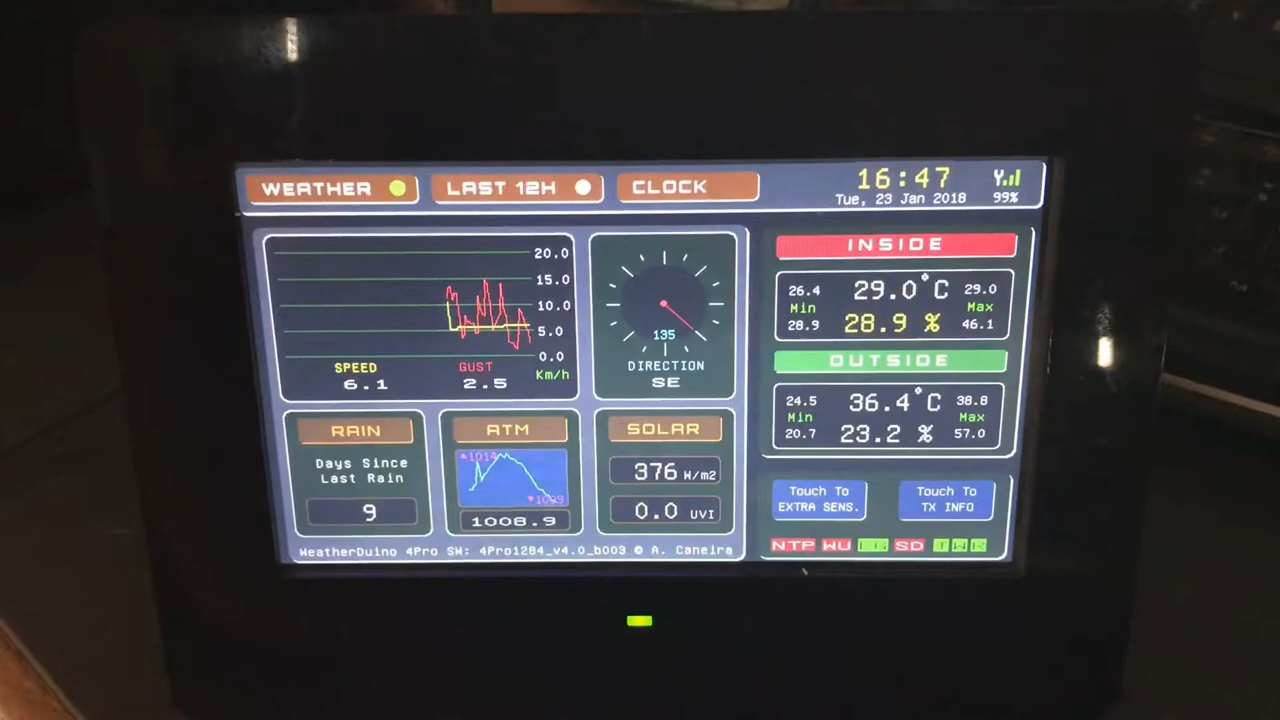 WEATHER
LAST 12H
CLOCK
16:47
Tue, 23 Jan 2018
99%
20.0
15.0
10.0
5.0
0.0
Km/h
SPEED
6.1
GUST
2.5
135
DIRECTION
SE
INSIDE
26.4 29.0°C 29.0
Min Max
28.9 28.9 % 46.1
OUTSIDE
24.5 36.4°C 38.8
Min Max
20.7 23.2 % 57.0
RAIN
Days Since
Last Rain
9
ATM
▲1014
▼1009
1008.9
SOLAR
376 W/m2
0.0 UVI
Touch To
EXTRA SENS.
Touch To
TX INFO
WeatherDuino 4Pro SW: 4Pro1284_v4.0_b003 © A. Caneira
NTP WU SD